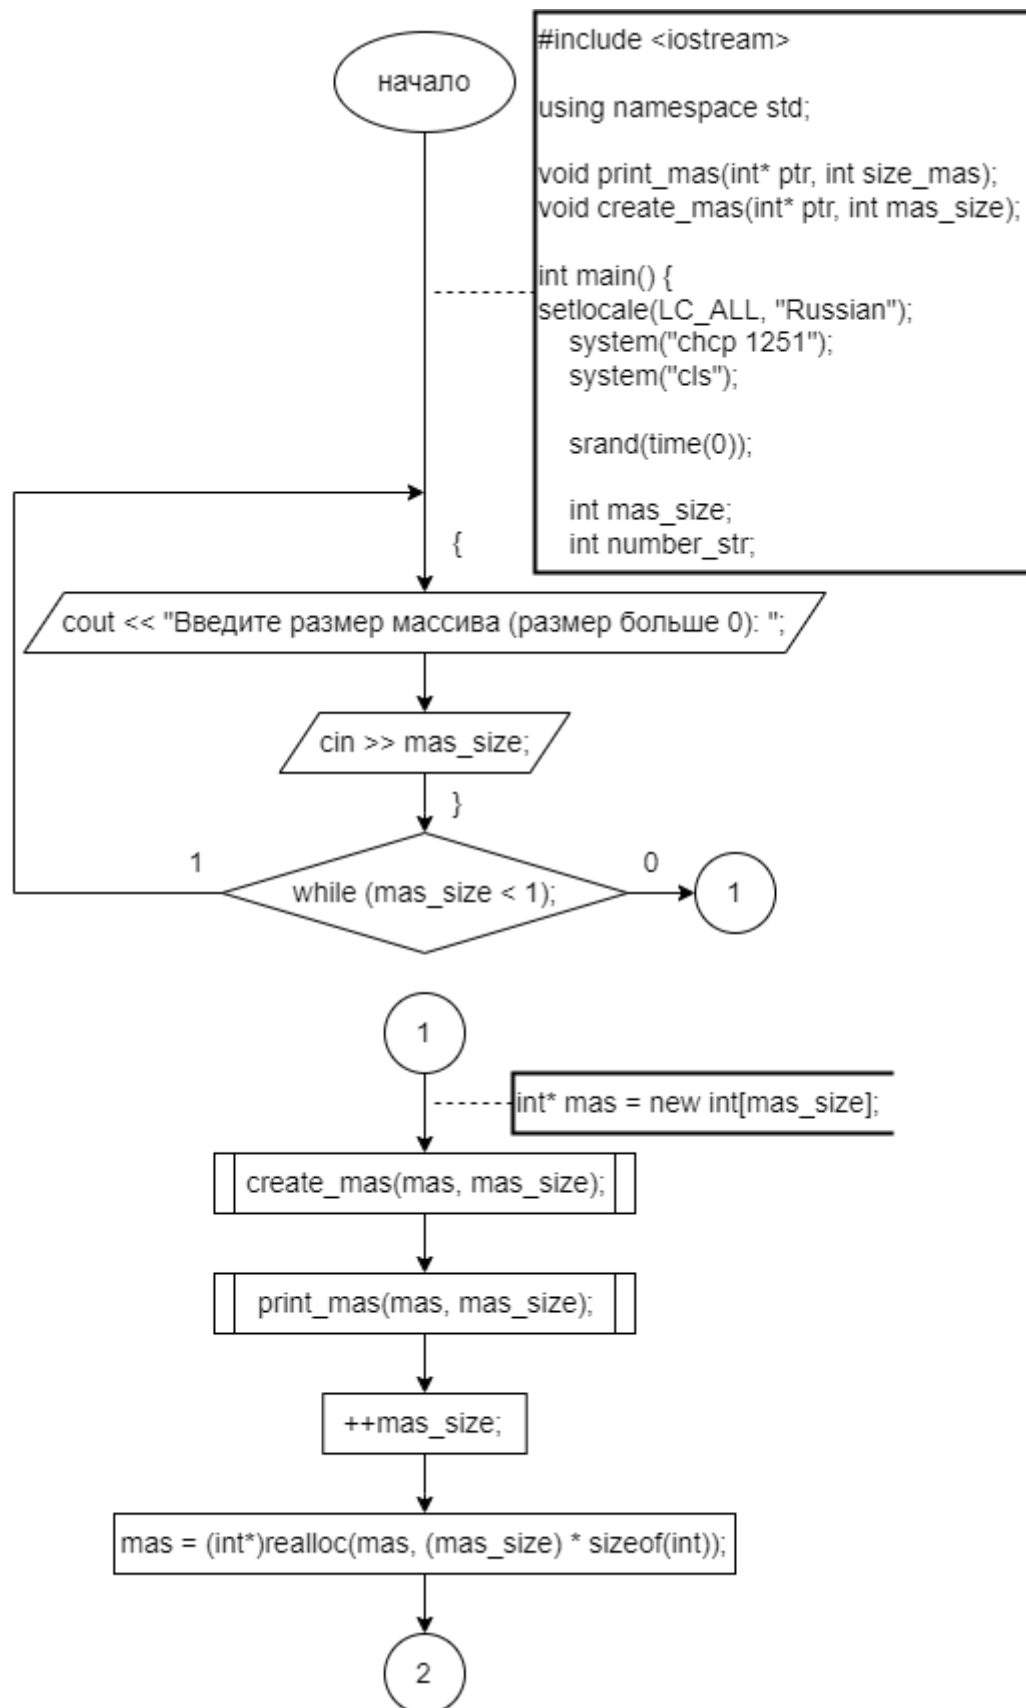 начало
#include <iostream>
using namespace std;
void print_mas(int* ptr, int size_mas);
void create_mas(int* ptr, int mas_size);
int main() {
setlocale(LC_ALL, "Russian");
system("chcp 1251");
system("cls");
srand(time(0));
int mas_size;
int number_str;
{
cout << "Введите размер массива (размер больше 0): ";
cin >> mas_size;
}
1
while (mas_size < 1);
0
1
1
int* mas = new int[mas_size];
create_mas(mas, mas_size);
print_mas(mas, mas_size);
++mas_size;
mas = (int*)realloc(mas, (mas_size) * sizeof(int));
2